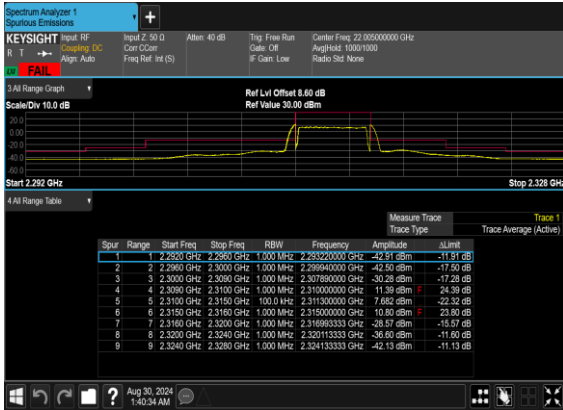 Spectrum Analyzer 1
Spurious Emissions
+
KEYSIGHT
R T
LV FAIL
Input: RF
Coupling: DC
Align: Auto
Input Z: 50 Ω
Corr CCorr
Freq Ref: Int (S)
Atten: 40 dB
Trig: Free Run
Gate: Off
IF Gain: Low
Center Freq: 22.005000000 GHz
Avg|Hold: 1000/1000
Radio Std: None
3 All Range Graph
Scale/Div 10.0 dB
Ref Lvl Offset 8.60 dB
Ref Value 30.00 dBm
20.0
0.00
-20.0
-40.0
-60.0
Start 2.292 GHz
Stop 2.328 GHz
4 All Range Table
Measure Trace Trace 1
Trace Type Trace Average (Active)
Spur Range Start Freq Stop Freq RBW Frequency Amplitude ΔLimit
1 1 2.2920 GHz 2.2960 GHz 1.000 MHz 2.293220000 GHz -42.91 dBm -11.91 dB
2 2 2.2960 GHz 2.3000 GHz 1.000 MHz 2.299940000 GHz -42.50 dBm -17.50 dB
3 3 2.3000 GHz 2.3090 GHz 1.000 MHz 2.307890000 GHz -30.28 dBm -17.28 dB
4 4 2.3090 GHz 2.3100 GHz 1.000 MHz 2.310000000 GHz 11.39 dBm F 24.39 dB
5 5 2.3100 GHz 2.3150 GHz 100.0 kHz 2.311300000 GHz 7.682 dBm -22.32 dB
6 6 2.3150 GHz 2.3160 GHz 1.000 MHz 2.315000000 GHz 10.80 dBm F 23.80 dB
7 7 2.3160 GHz 2.3200 GHz 1.000 MHz 2.316993333 GHz -28.57 dBm -15.57 dB
8 8 2.3200 GHz 2.3240 GHz 1.000 MHz 2.320113333 GHz -36.60 dBm -11.60 dB
9 9 2.3240 GHz 2.3280 GHz 1.000 MHz 2.324133333 GHz -42.13 dBm -11.13 dB
?
Aug 30, 2024
1:40:34 AM